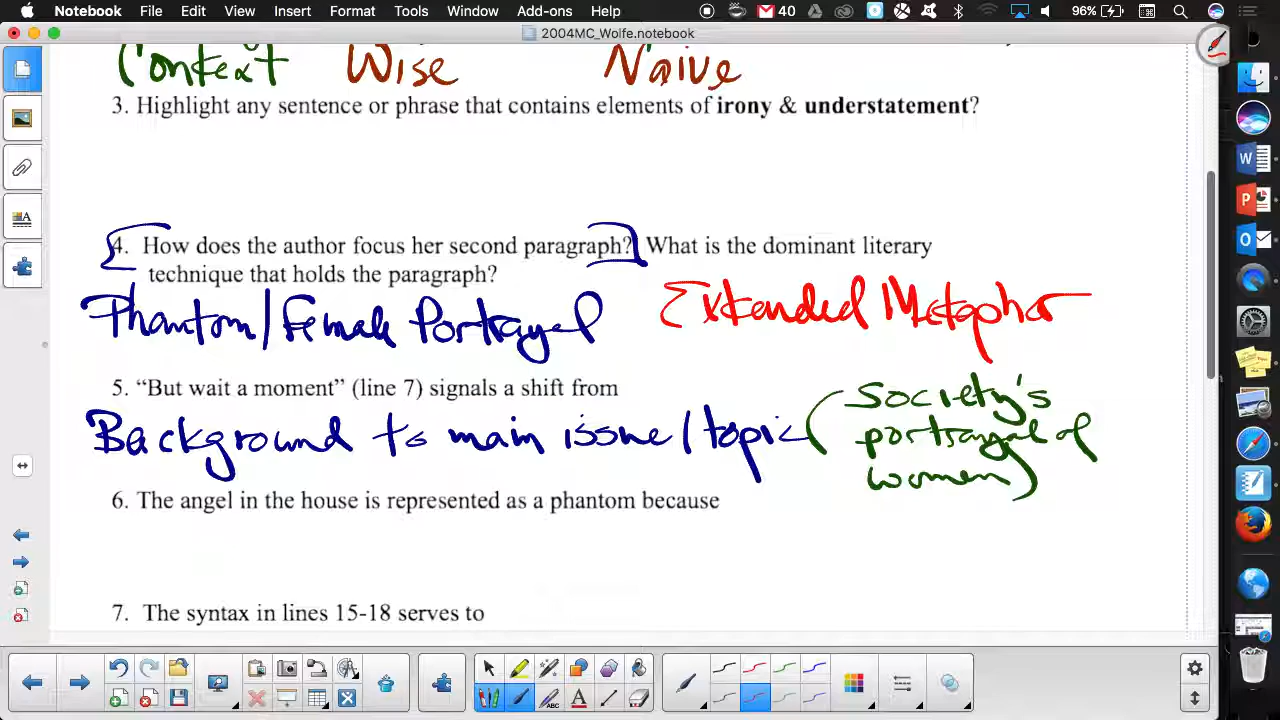 Notebook File Edit View Insert Format Tools Window Add-ons Help 40 96%
2004MC_Wolfe.notebook
Context Wise Naive
3. Highlight any sentence or phrase that contains elements of irony & understatement?
4. How does the author focus her second paragraph? What is the dominant literary
technique that holds the paragraph?
Phantom/Female Portrayal Extended Metaphor
5. “But wait a moment” (line 7) signals a shift from
Background to main issue/topic (society's
portrayal of
women)
6. The angel in the house is represented as a phantom because
7. The syntax in lines 15-18 serves to